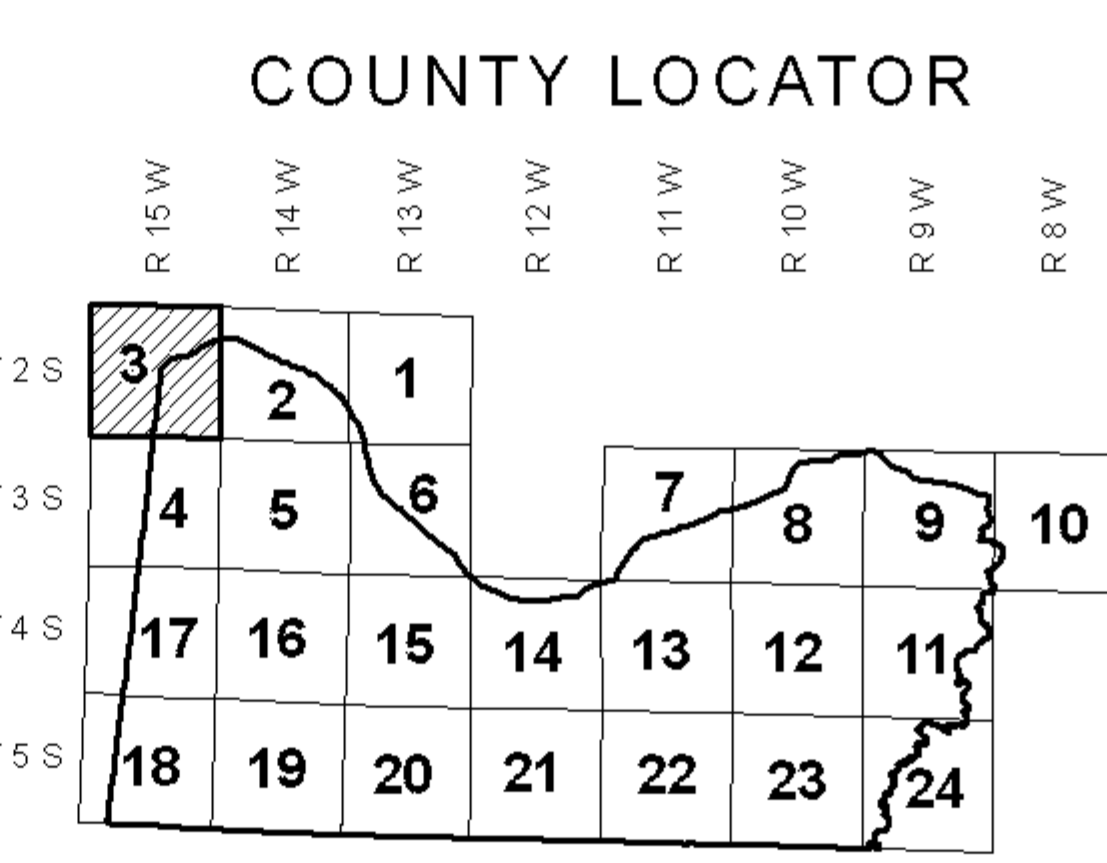 COUNTY LOCATOR
R 15 W R 14 W R 13 W R 12 W R 11 W R 10 W R 9 W R 8 W
2 S 3 2 1
3 S 4 5 6 7 8 9 10
4 S 17 16 15 14 13 12 11
5 S 18 19 20 21 22 23 24